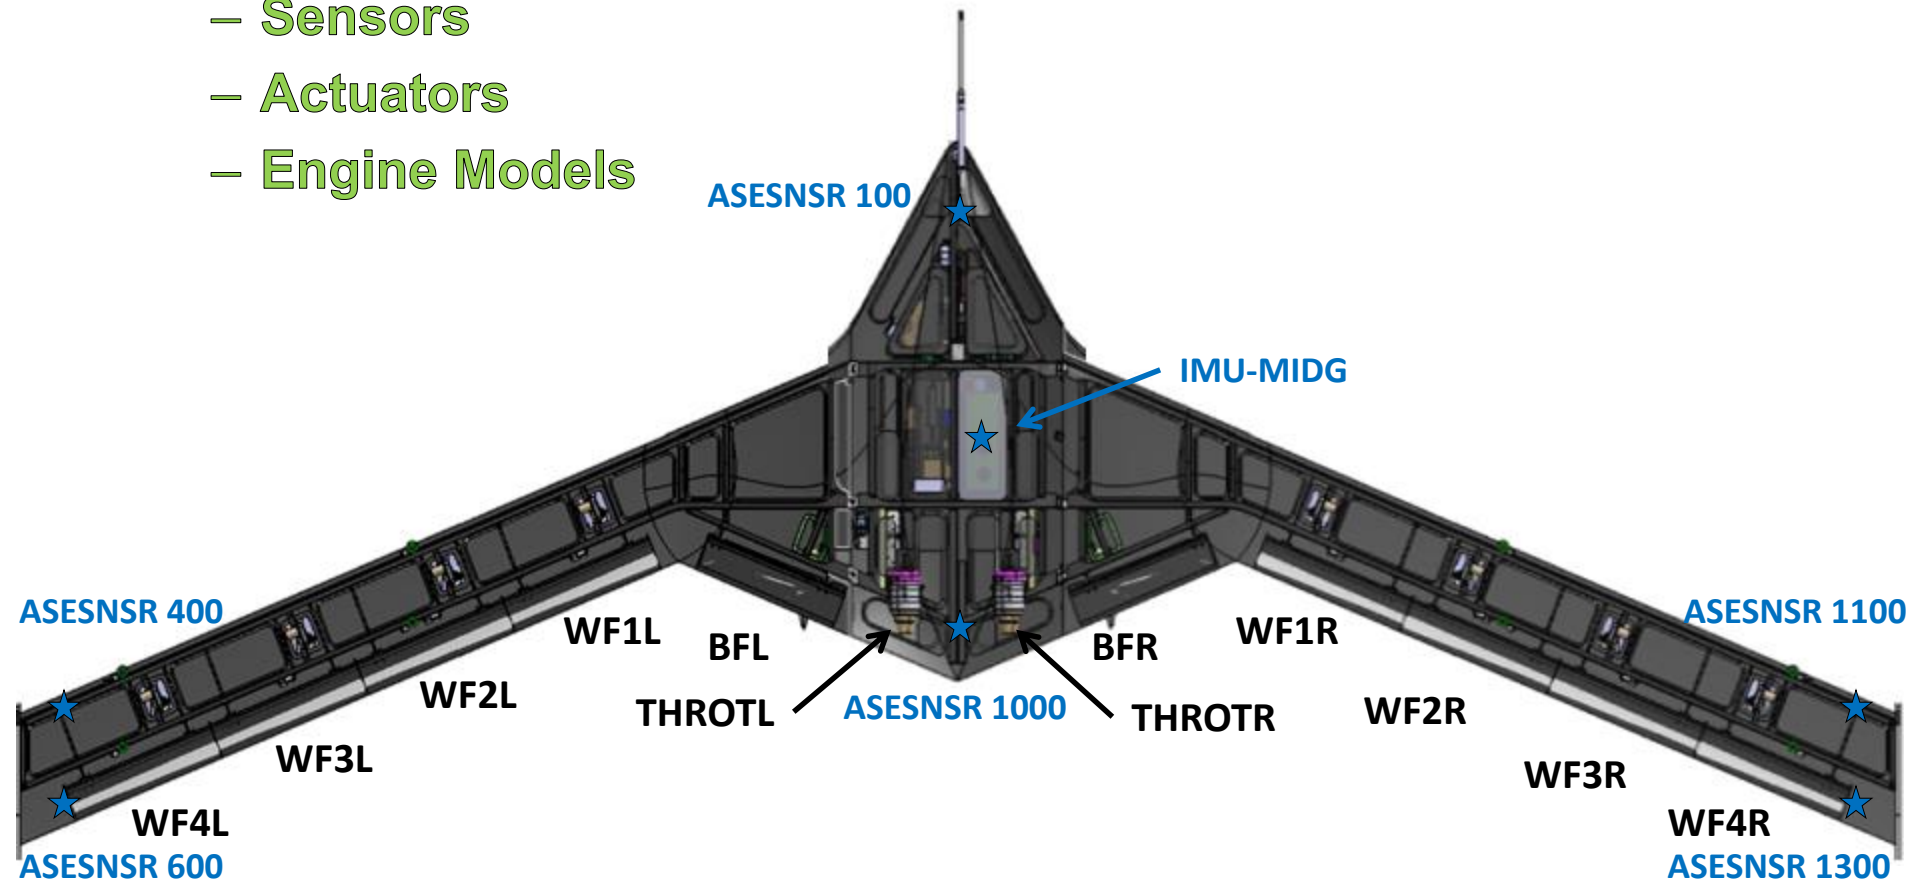 – Sensors
– Actuators
– Engine Models
ASESNSR 100
IMU-MIDG
ASESNSR 400
ASESNSR 1100
WF1L
BFL
BFR
WF1R
WF2L
THROTL
ASESNSR 1000
THROTR
WF2R
WF3L
WF3R
WF4L
WF4R
ASESNSR 600
ASESNSR 1300